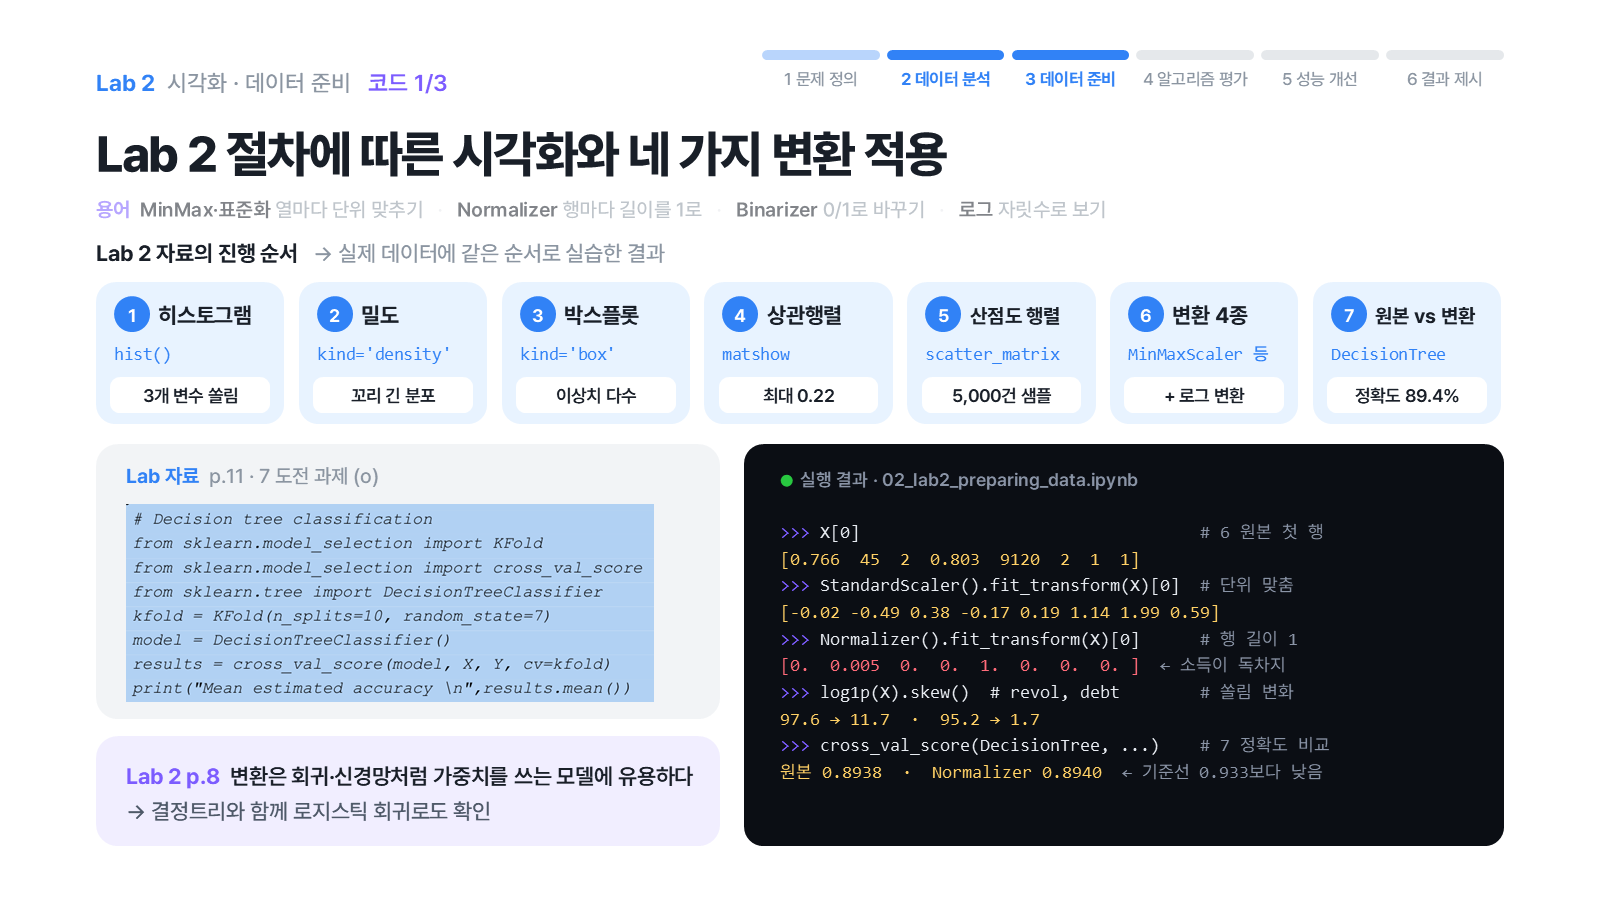 Lab 2 시각화 · 데이터 준비 코드 1/3
1 문제 정의
2 데이터 분석
3 데이터 준비
4 알고리즘 평가
5 성능 개선
6 결과 제시
Lab 2 절차에 따른 시각화와 네 가지 변환 적용
용어 MinMax·표준화 열마다 단위 맞추기 · Normalizer 행마다 길이를 1로 · Binarizer 0/1로 바꾸기 · 로그 자릿수로 보기
Lab 2 자료의 진행 순서 → 실제 데이터에 같은 순서로 실습한 결과
1 히스토그램
hist()
3개 변수 쏠림
2 밀도
kind='density'
꼬리 긴 분포
3 박스플롯
kind='box'
이상치 다수
4 상관행렬
matshow
최대 0.22
5 산점도 행렬
scatter_matrix
5,000건 샘플
6 변환 4종
MinMaxScaler 등
+ 로그 변환
7 원본 vs 변환
DecisionTree
정확도 89.4%
Lab 자료 p.11 · 7 도전 과제 (o)
# Decision tree classification
from sklearn.model_selection import KFold
from sklearn.model_selection import cross_val_score
from sklearn.tree import DecisionTreeClassifier
kfold = KFold(n_splits=10, random_state=7)
model = DecisionTreeClassifier()
results = cross_val_score(model, X, Y, cv=kfold)
print("Mean estimated accuracy \n",results.mean())
Lab 2 p.8 변환은 회귀·신경망처럼 가중치를 쓰는 모델에 유용하다
→ 결정트리와 함께 로지스틱 회귀로도 확인
실행 결과 · 02_lab2_preparing_data.ipynb
>>> X[0] # 6 원본 첫 행
[0.766 45 2 0.803 9120 2 1 1]
>>> StandardScaler().fit_transform(X)[0] # 단위 맞춤
[-0.02 -0.49 0.38 -0.17 0.19 1.14 1.99 0.59]
>>> Normalizer().fit_transform(X)[0] # 행 길이 1
[0. 0.005 0. 0. 1. 0. 0. 0. ] ← 소득이 독차지
>>> log1p(X).skew() # revol, debt # 쏠림 변화
97.6 → 11.7 · 95.2 → 1.7
>>> cross_val_score(DecisionTree, ...) # 7 정확도 비교
원본 0.8938 · Normalizer 0.8940 ← 기준선 0.933보다 낮음